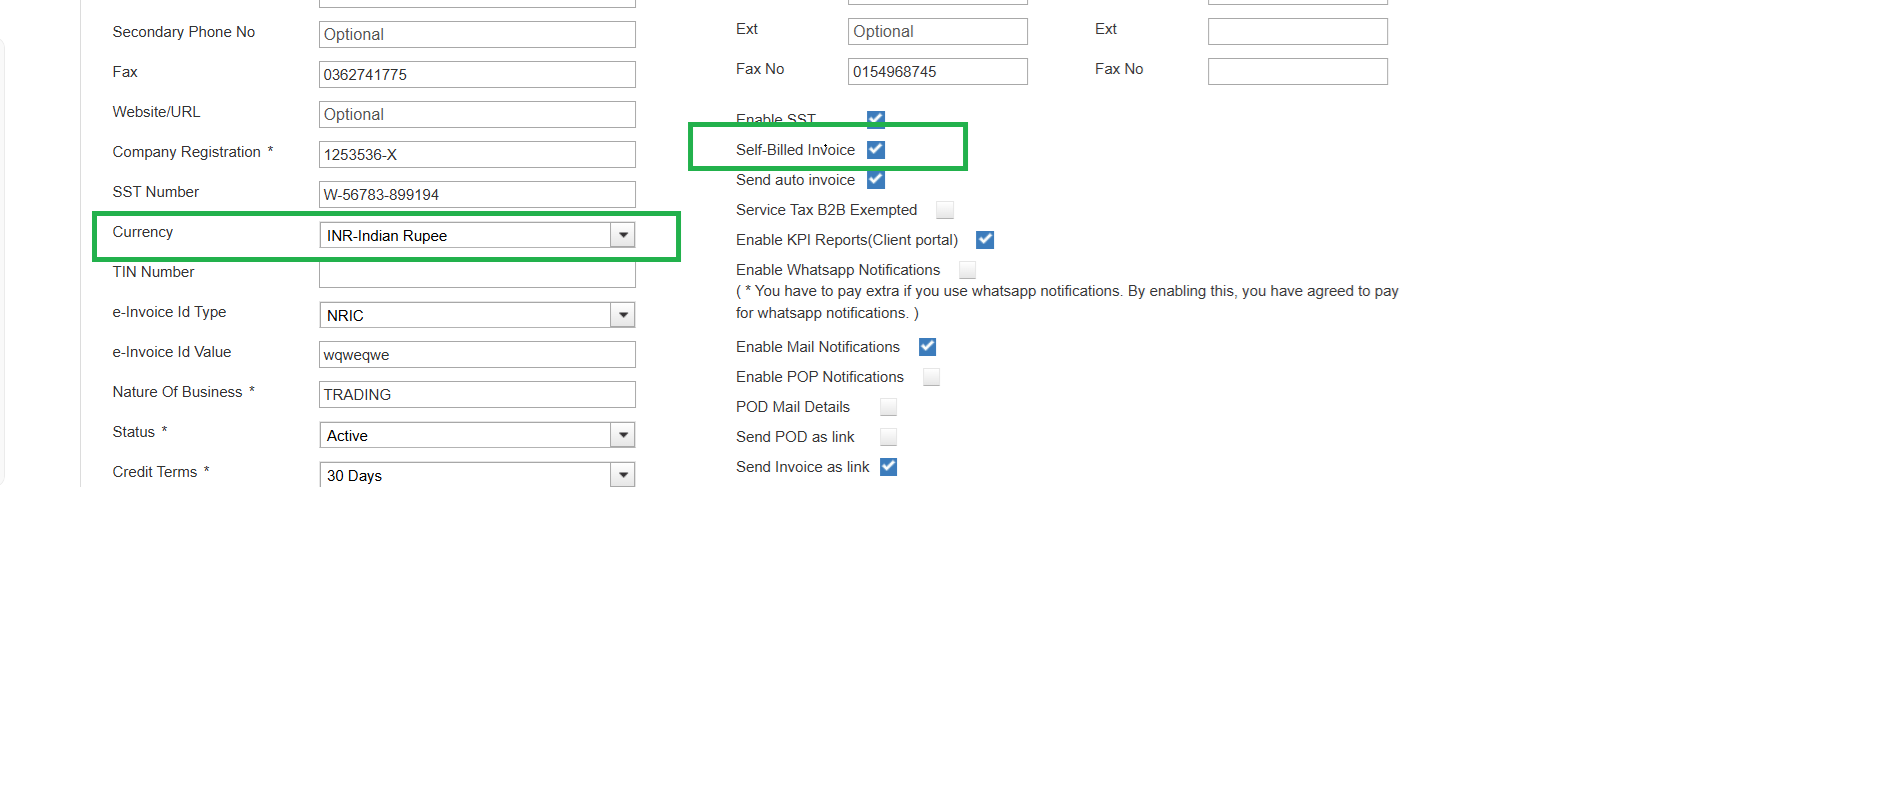 Secondary Phone No Optional
Fax 0362741775
Website/URL Optional
Company Registration * 1253536-X
SST Number W-56783-899194
Currency INR-Indian Rupee
TIN Number
e-Invoice Id Type NRIC
e-Invoice Id Value wqweqwe
Nature Of Business * TRADING
Status * Active
Credit Terms * 30 Days
Ext Optional
Fax No 0154968745
Ext
Fax No
Enable SST
Self-Billed Invoice
Send auto invoice
Service Tax B2B Exempted
Enable KPI Reports(Client portal)
Enable Whatsapp Notifications
( * You have to pay extra if you use whatsapp notifications. By enabling this, you have agreed to pay
for whatsapp notifications. )
Enable Mail Notifications
Enable POP Notifications
POD Mail Details
Send POD as link
Send Invoice as link